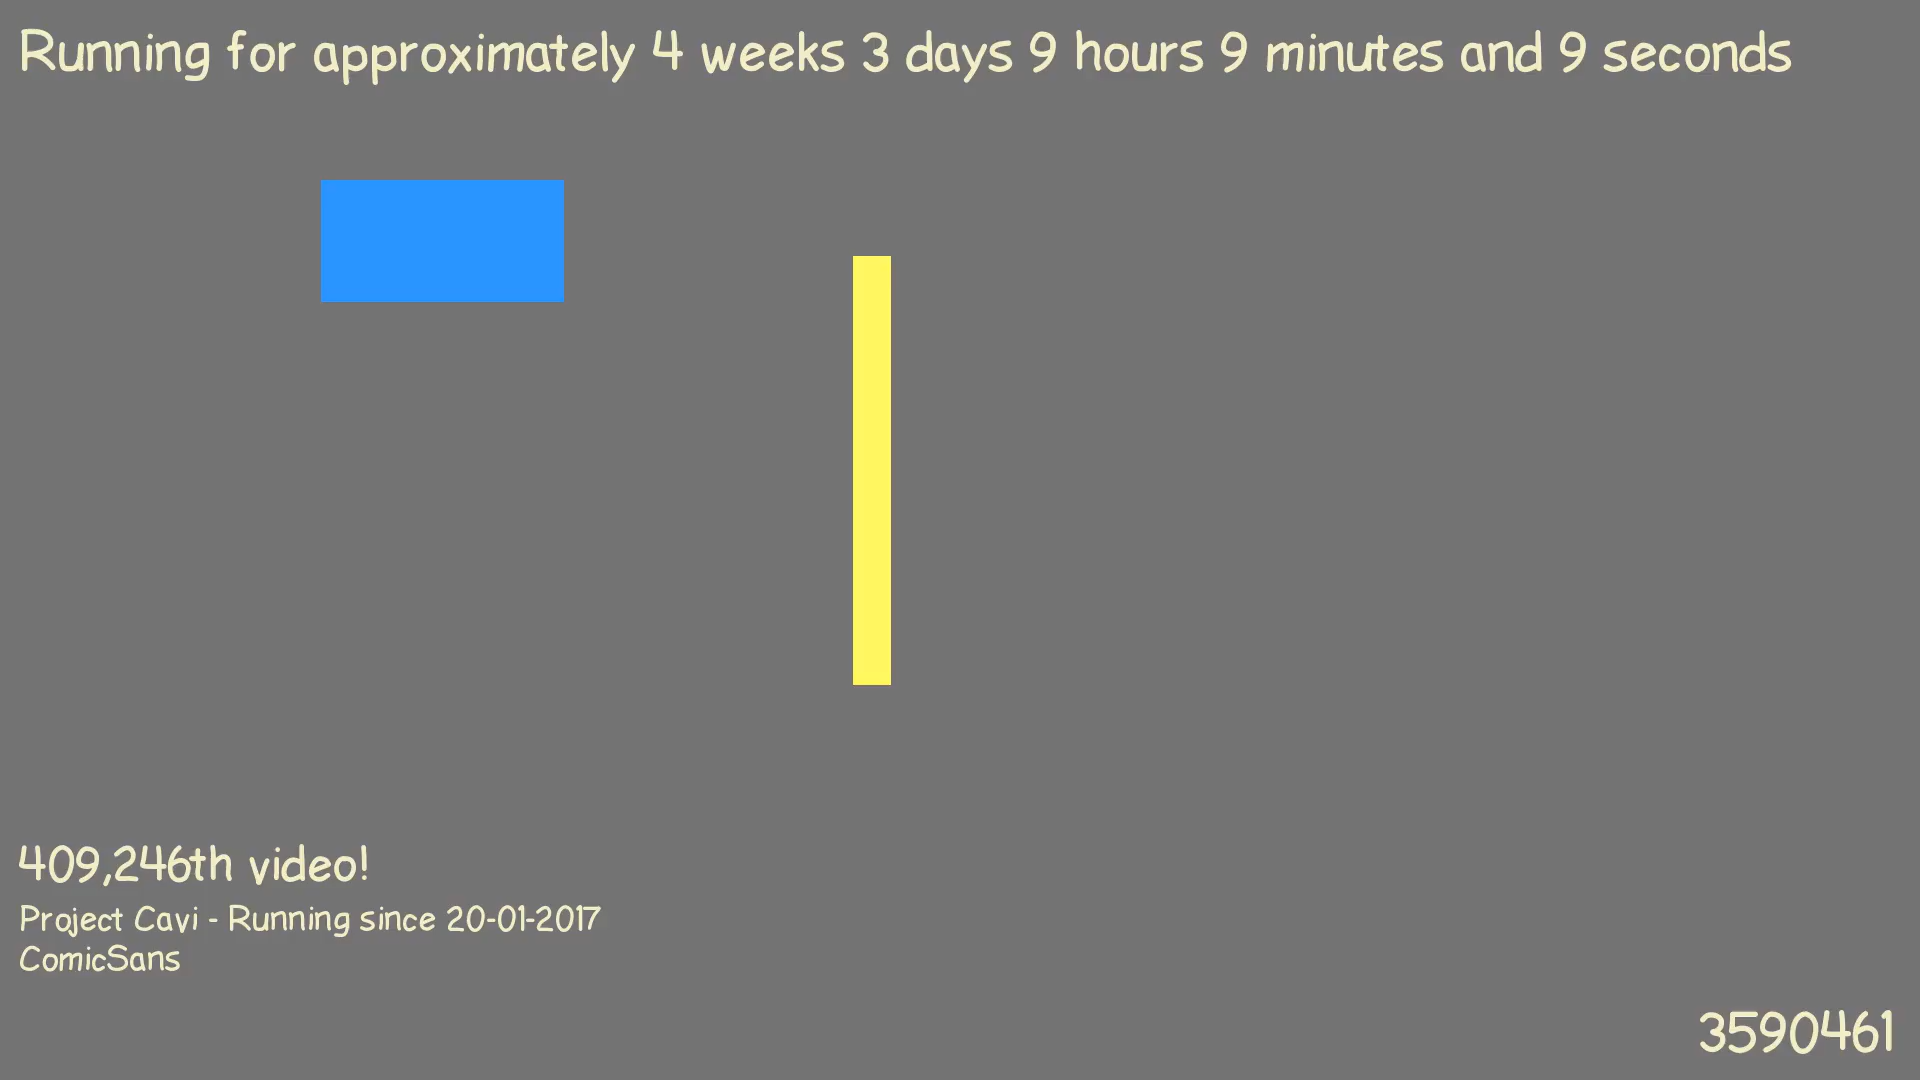 Running for approximately 4 weeks 3 days 9 hours 9 minutes and 9 seconds
409,246th video!
Project Cavi - Running since 20-01-2017
ComicSans
3590461